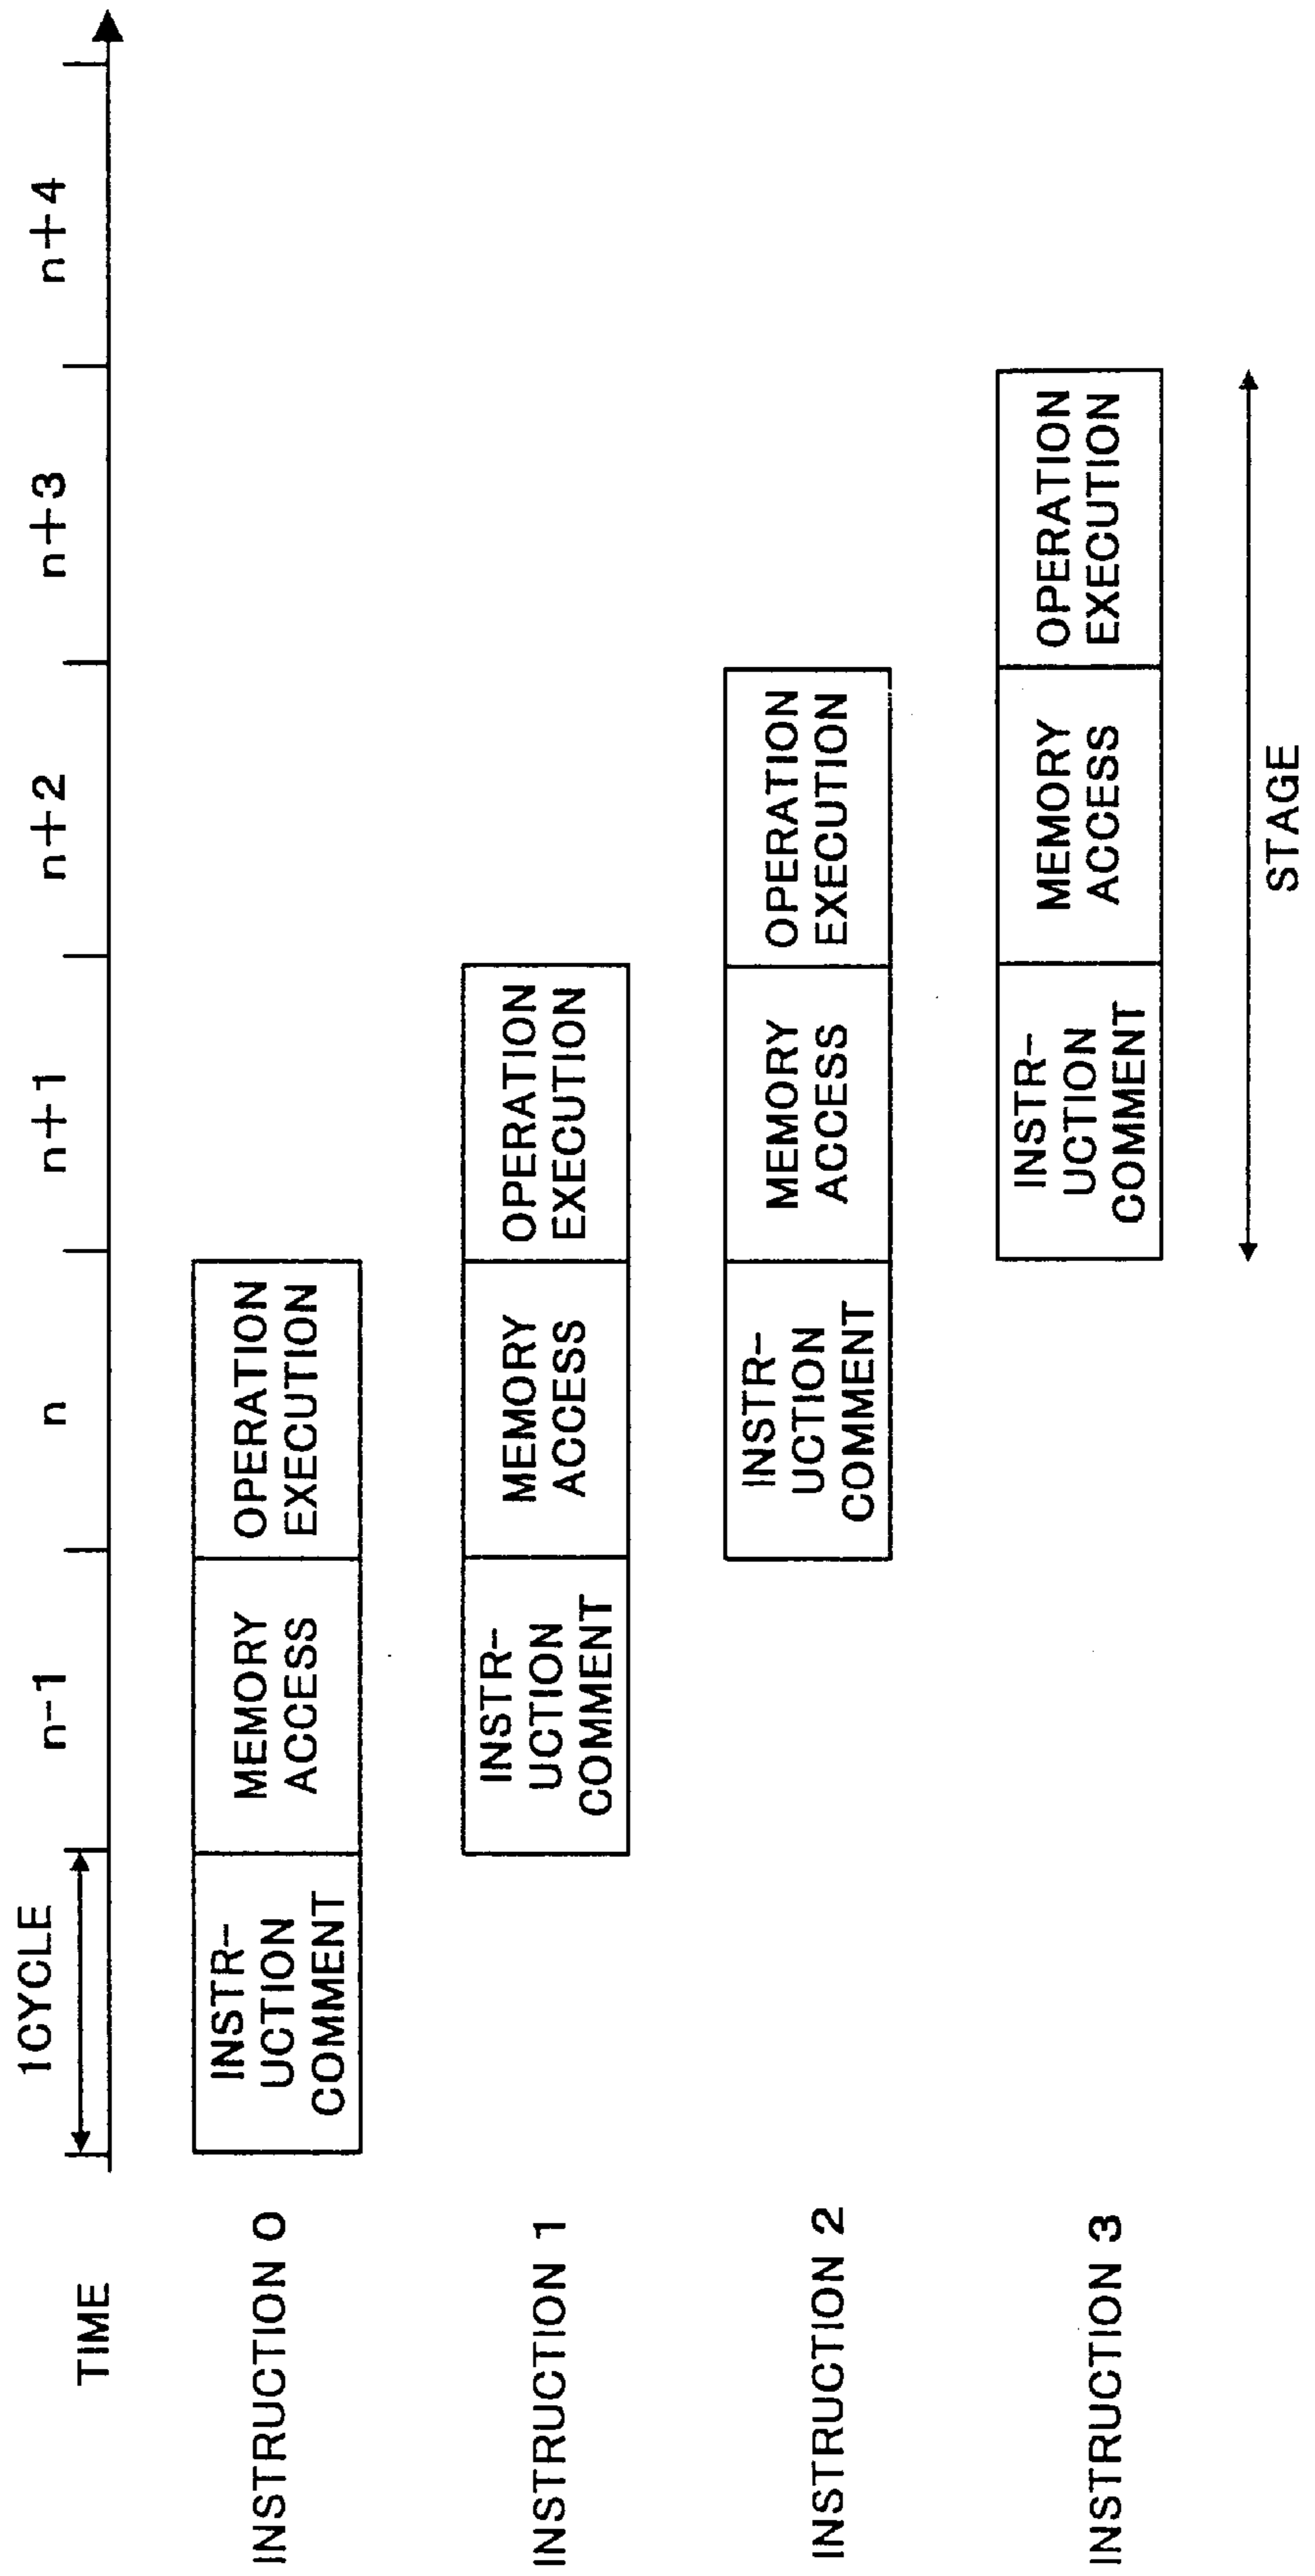 TIME
1CYCLE
n-1
n
n+1
n+2
n+3
n+4
INSTRUCTION 0
INSTR-
UCTION
COMMENT
MEMORY
ACCESS
OPERATION
EXECUTION
INSTRUCTION 1
INSTR-
UCTION
COMMENT
MEMORY
ACCESS
OPERATION
EXECUTION
INSTRUCTION 2
INSTR-
UCTION
COMMENT
MEMORY
ACCESS
OPERATION
EXECUTION
INSTRUCTION 3
INSTR-
UCTION
COMMENT
MEMORY
ACCESS
OPERATION
EXECUTION
STAGE